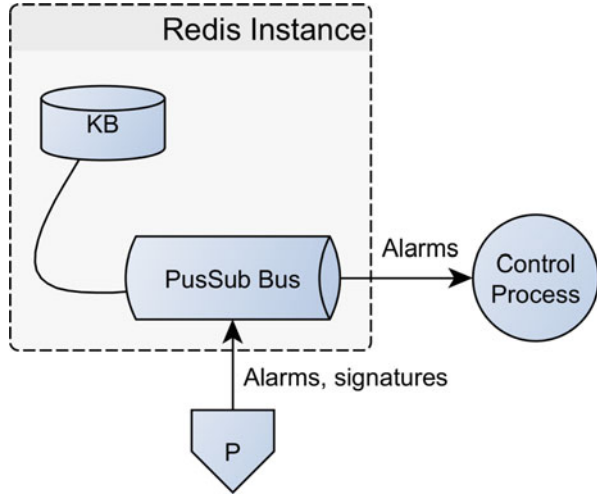 Redis Instance
KB
PusSub Bus
Alarms
Control
Process
Alarms, signatures
P